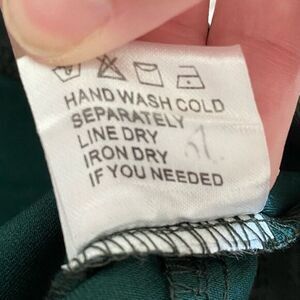 HAND WASH COLD
SEPARATELY
LINE DRY
IRON DRY
IF YOU NEEDED